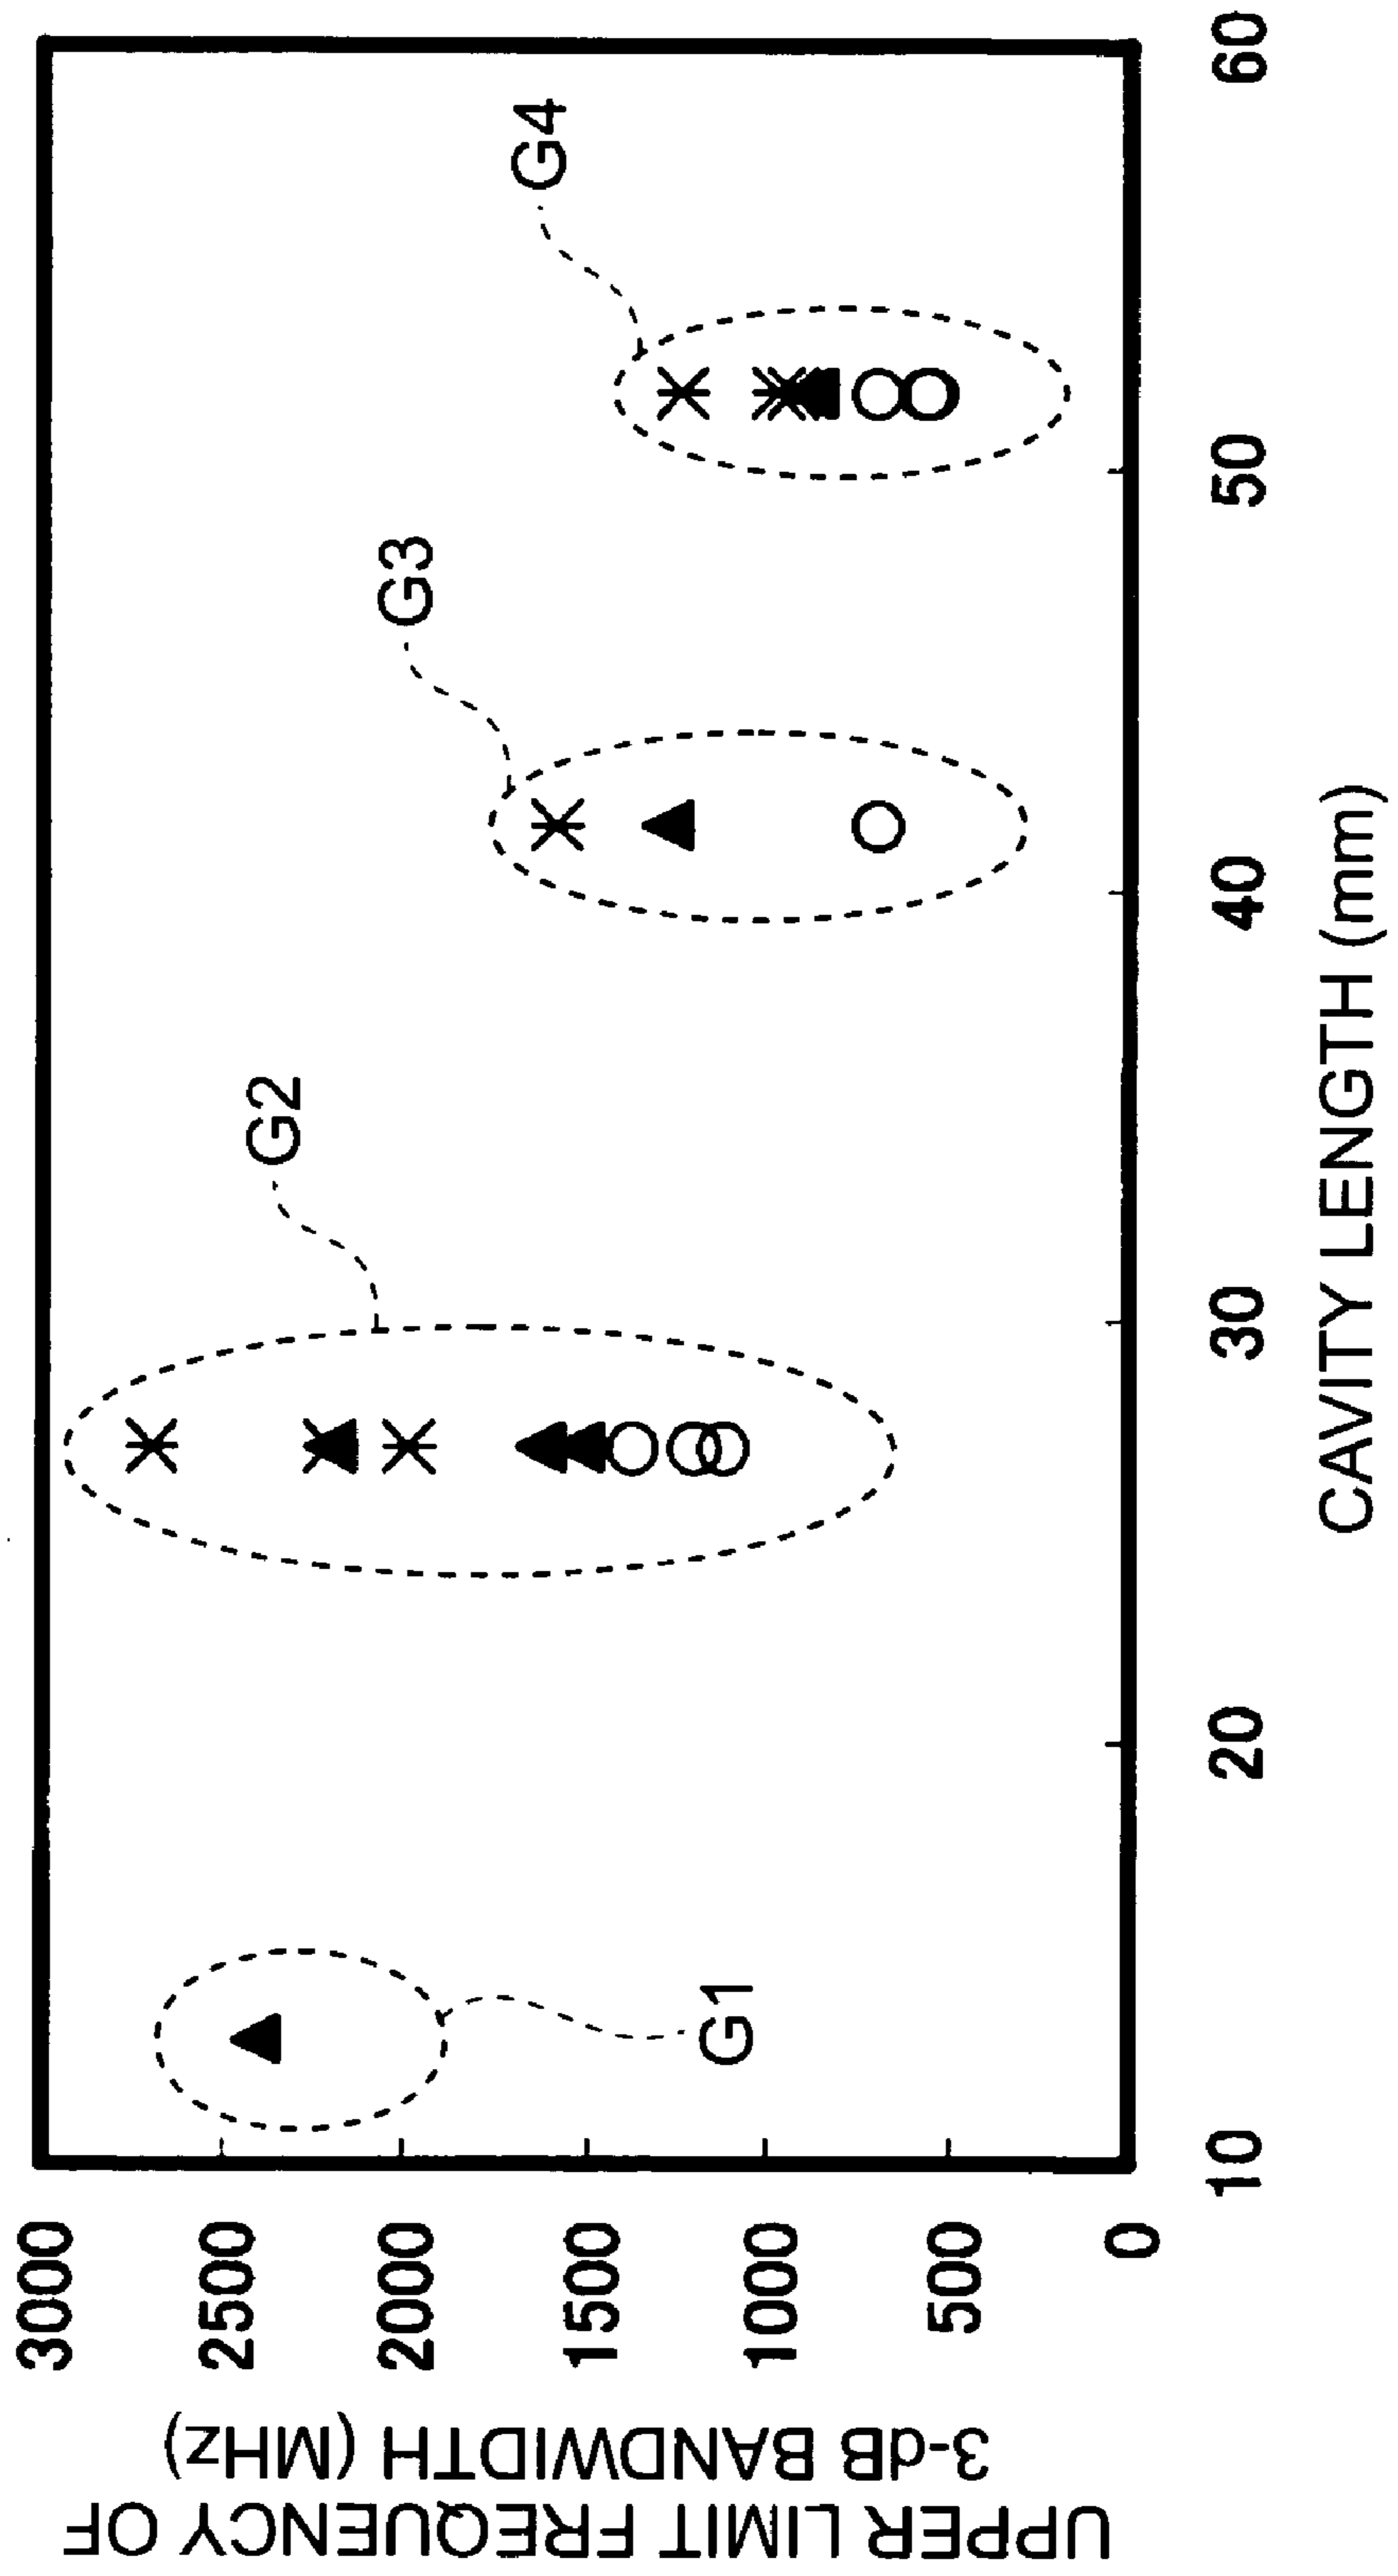 UPPER LIMIT FREQUENCY OF
3-dB BANDWIDTH (MHz)
3000
2500
2000
1500
1000
500
0
G1
G2
G3
G4
10
20
30
40
50
60
CAVITY LENGTH (mm)